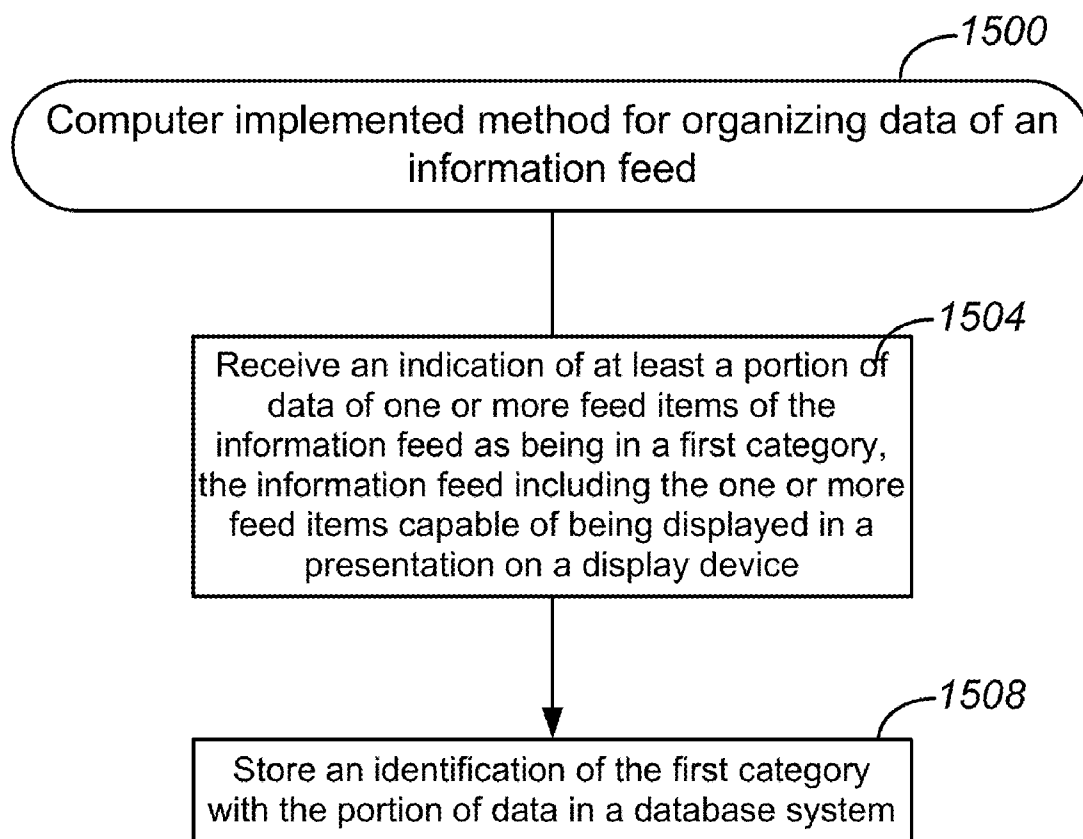 1500
Computer implemented method for organizing data of an
information feed
1504
Receive an indication of at least a portion of
data of one or more feed items of the
information feed as being in a first category,
the information feed including the one or more
feed items capable of being displayed in a
presentation on a display device
1508
Store an identification of the first category
with the portion of data in a database system